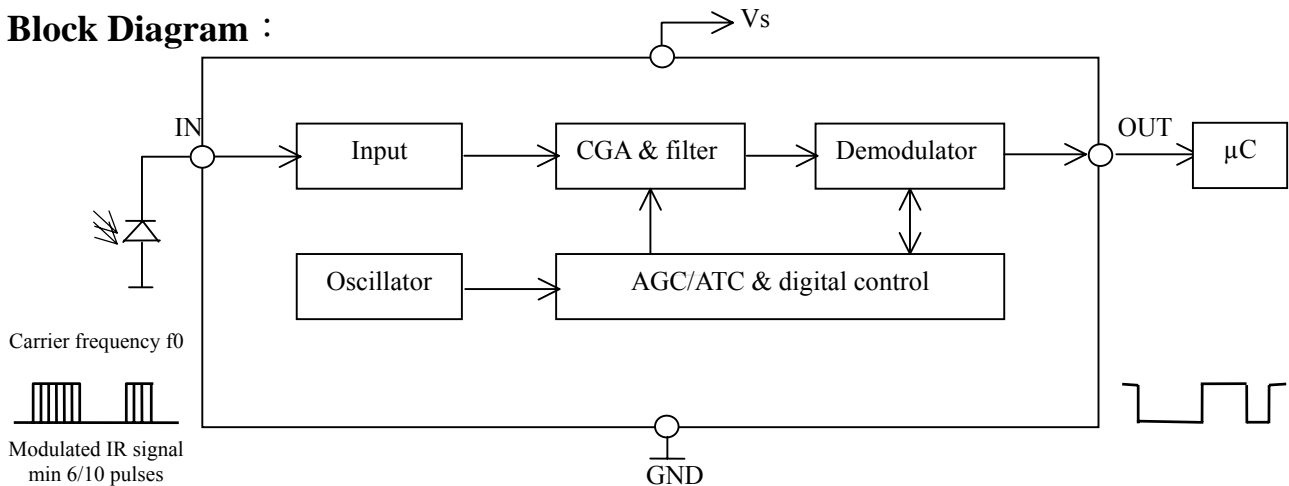 Block Diagram：
Vs
IN
Input
CGA & filter
Demodulator
OUT
μC
Oscillator
AGC/ATC & digital control
Carrier frequency f0
Modulated IR signal
min 6/10 pulses
GND